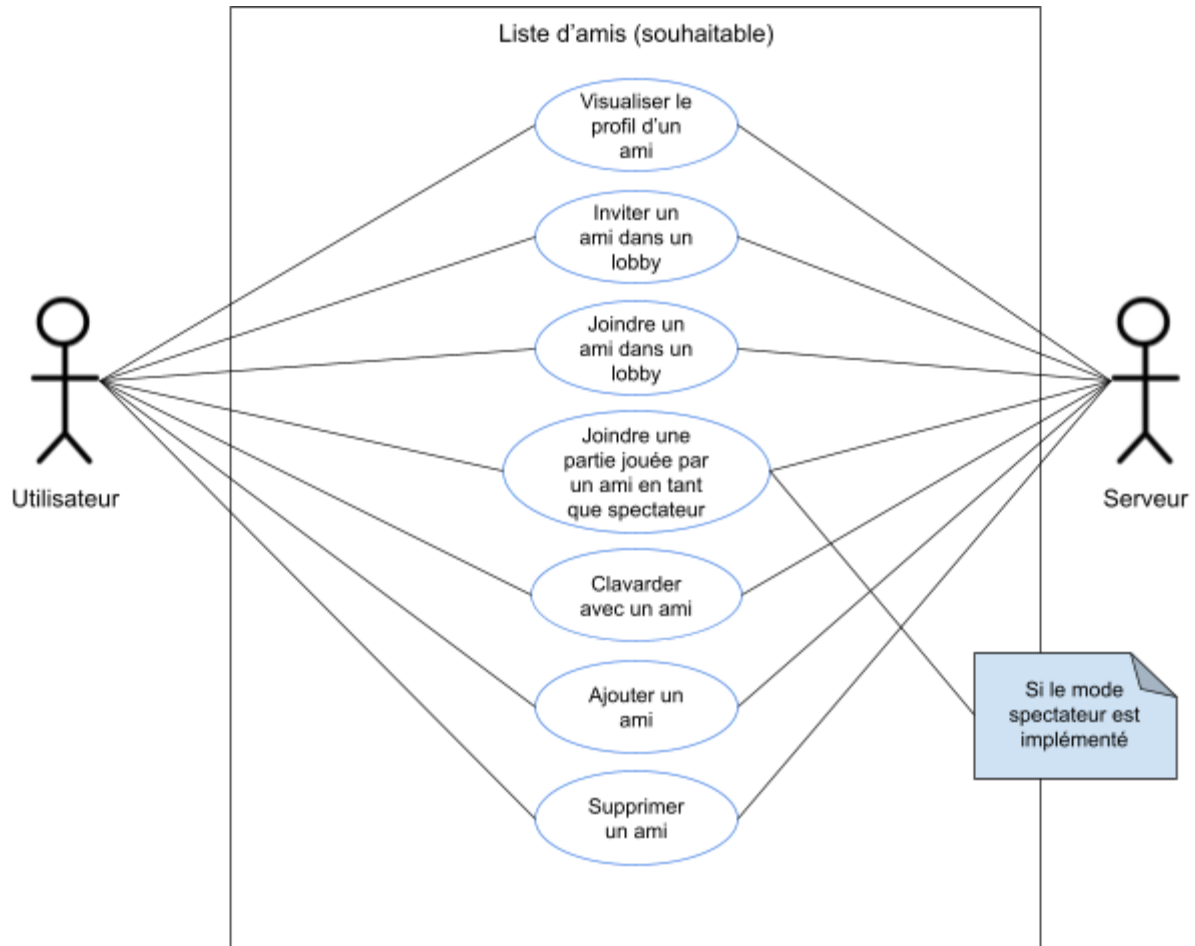 Liste d'amis (souhaitable)
Visualiser le
profil d'un
ami
Inviter un
ami dans un
lobby
Joindre un
ami dans un
lobby
Joindre une
partie jouée par
un ami en tant
que spectateur
Utilisateur
Serveur
Clavarder
avec un ami
Ajouter un
ami
Si le mode
spectateur est
implémenté
Supprimer
un ami